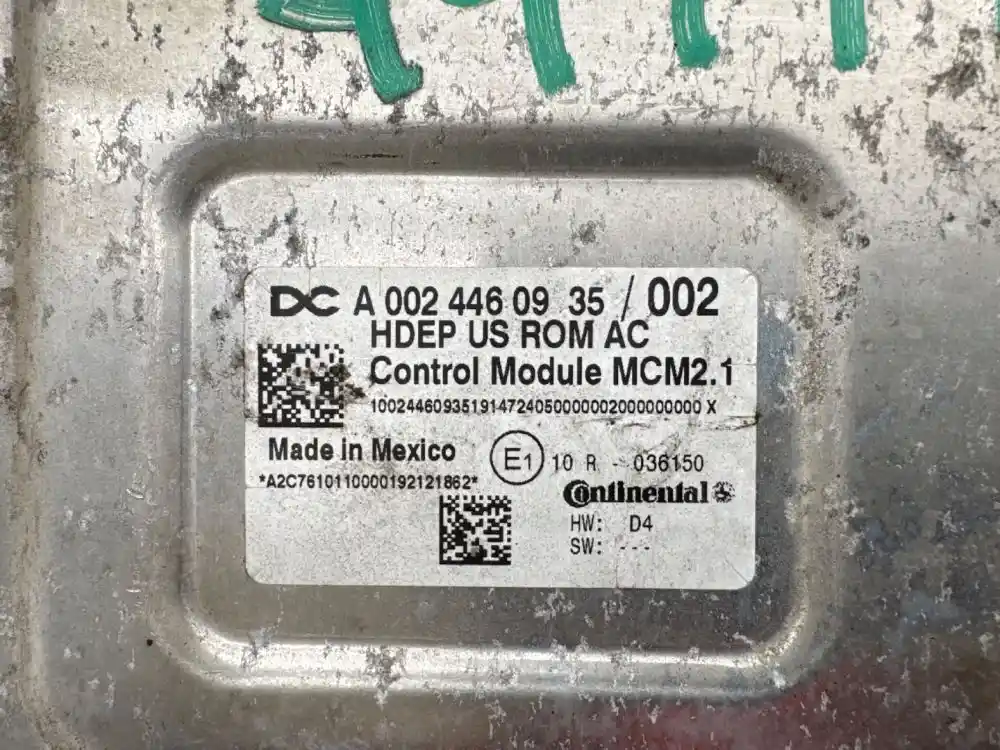 DC A 002 446 09 35 / 002
HDEP US ROM AC
Control Module MCM2.1
100244609351914724050000002000000000 X
Made in Mexico
E1 10 R - 036150
*A2C7610110000192121862*
Continental
HW: D4
SW: ---